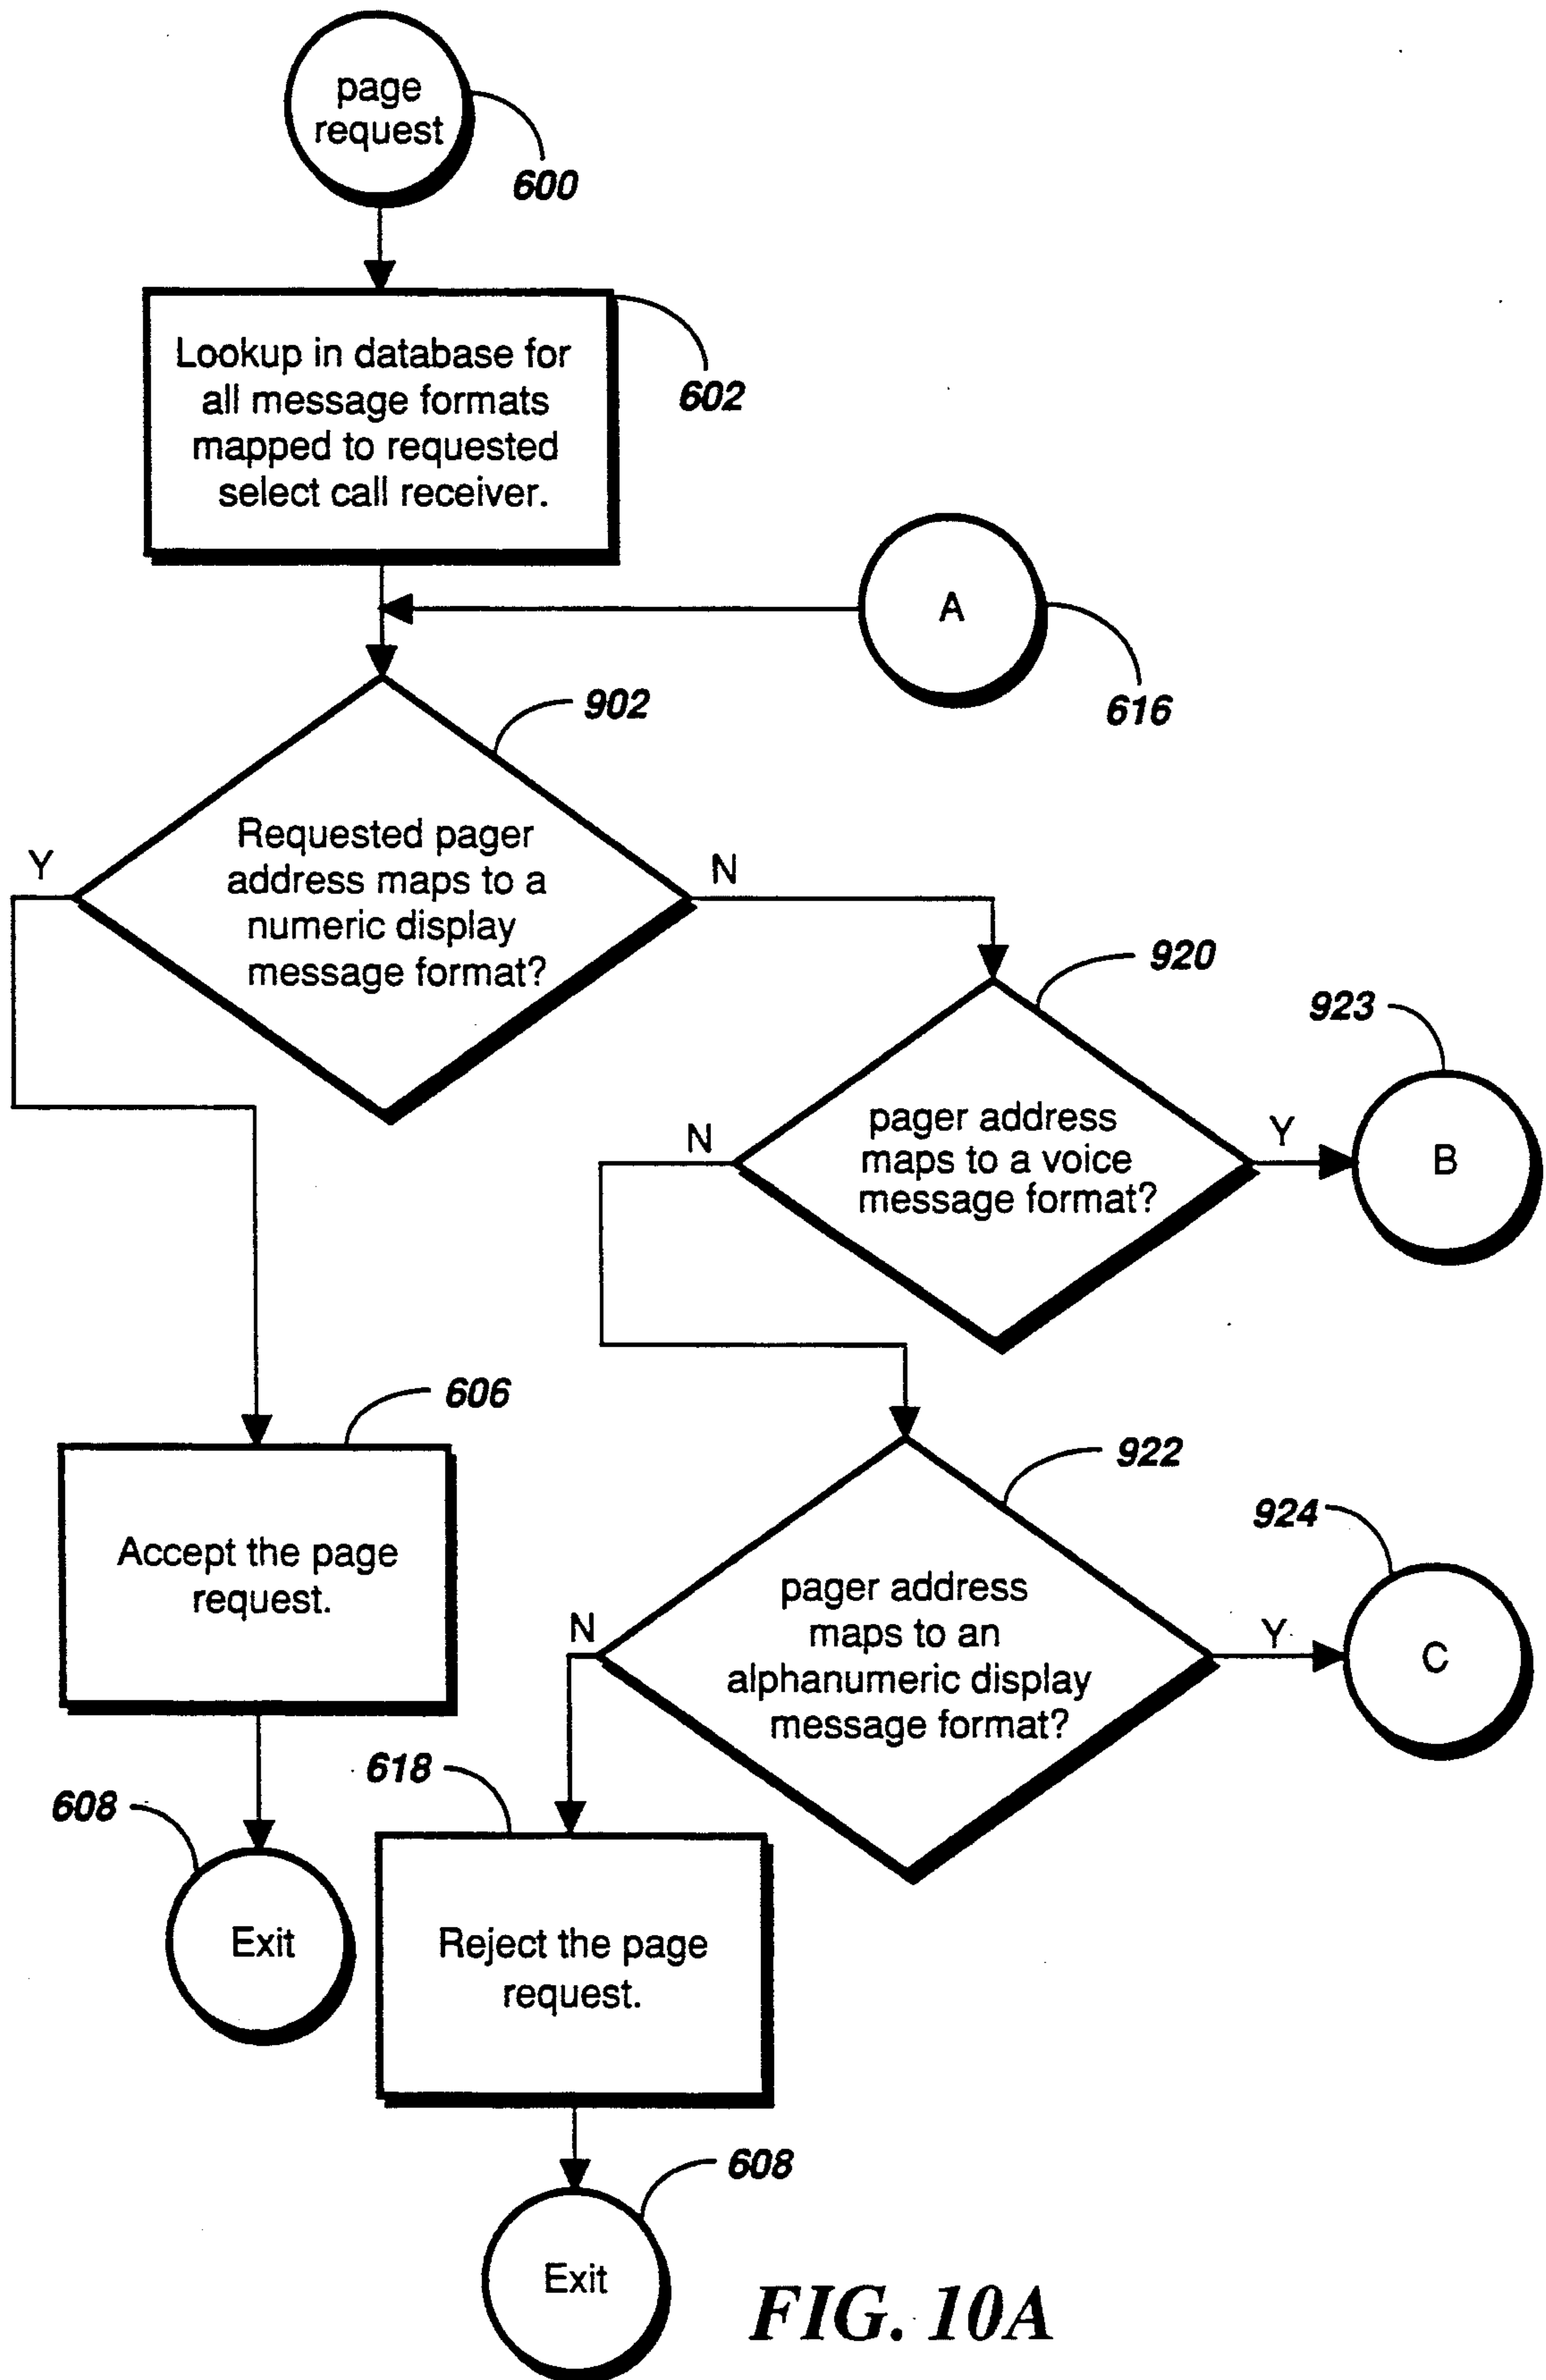 page
request
600
Lookup in database for
all message formats
mapped to requested
select call receiver.
602
A
616
902
Requested pager
address maps to a
numeric display
message format?
Y
N
920
pager address
maps to a voice
message format?
N
Y
923
B
606
Accept the page
request.
922
pager address
maps to an
alphanumeric display
message format?
N
Y
924
C
608
Exit
618
Reject the page
request.
608
Exit
FIG. 10A